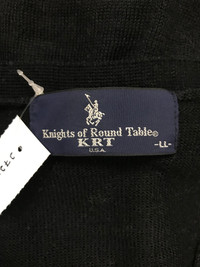 Knights of Round Table®
KRT
U.S.A.
-LL-